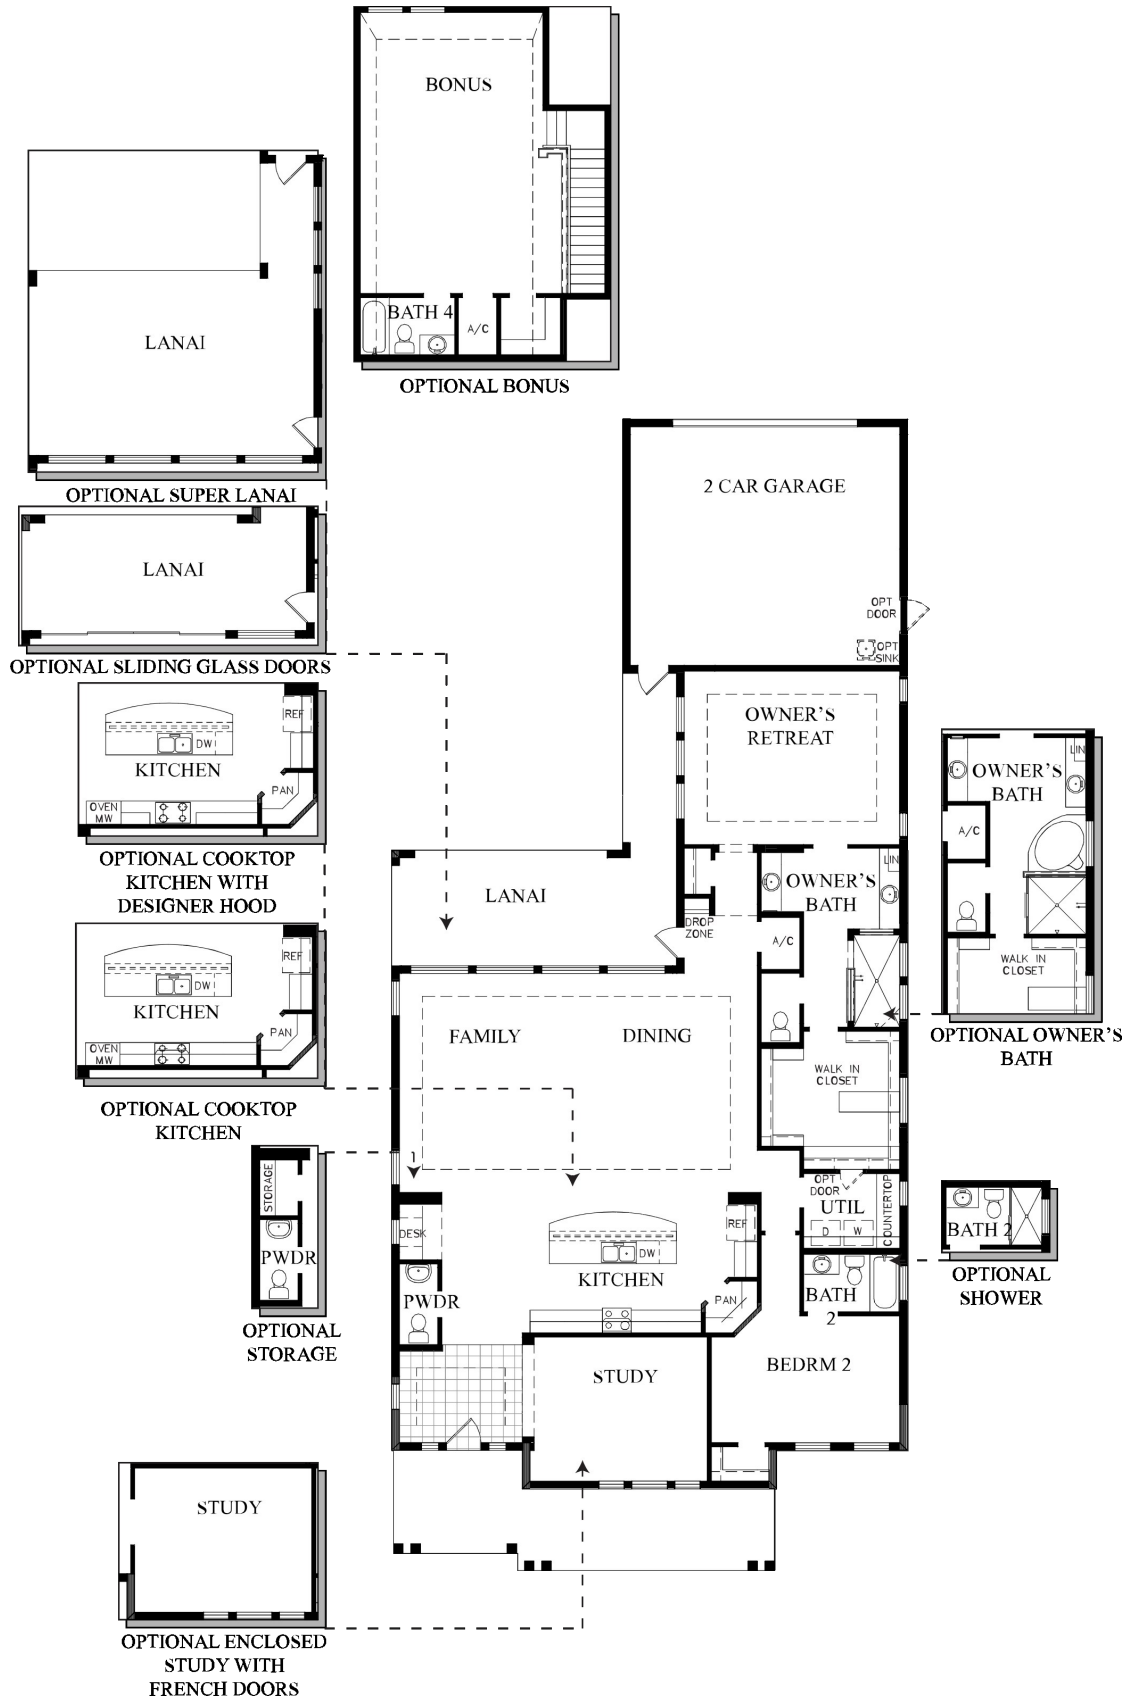 BONUS
BATH 4
A/C
OPTIONAL BONUS
LANAI
OPTIONAL SUPER LANAI
LANAI
OPTIONAL SLIDING GLASS DOORS
REF
DW
KITCHEN
PAN
OVEN
MW
OPTIONAL COOKTOP
KITCHEN WITH
DESIGNER HOOD
REF
DW
KITCHEN
PAN
OVEN
MW
OPTIONAL COOKTOP
KITCHEN
STORAGE
PWDR
OPTIONAL
STORAGE
STUDY
OPTIONAL ENCLOSED
STUDY WITH
FRENCH DOORS
2 CAR GARAGE
OPT
DOOR
OPT
SINK
OWNER'S
RETREAT
LIN
OWNER'S
BATH
LANAI
DROP
ZONE
A/C
FAMILY
DINING
WALK IN
CLOSET
OPT
DOOR
UTIL
COUNTERTOP
D
W
DESK
REF
DW
KITCHEN
PAN
PWDR
BATH
2
STUDY
BEDRM 2
LIN
OWNER'S
BATH
A/C
WALK IN
CLOSET
OPTIONAL OWNER'S
BATH
BATH 2
OPTIONAL
SHOWER